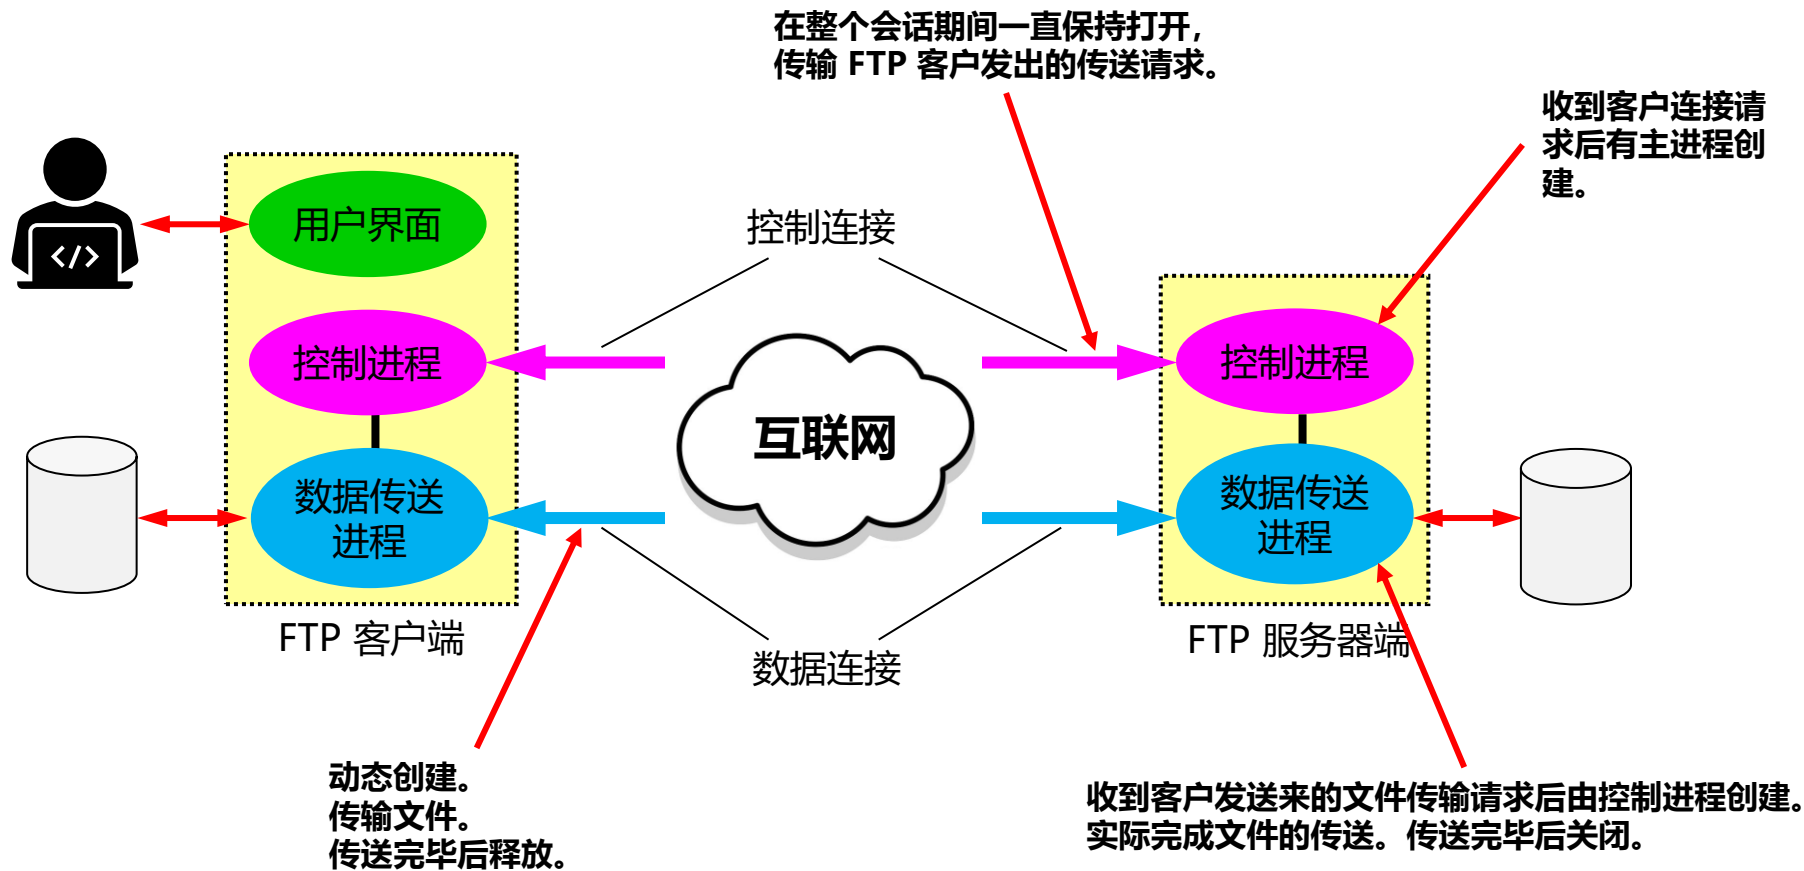 在整个会话期间一直保持打开，
传输 FTP 客户发出的传送请求。
收到客户连接请
求后有主进程创
建。
用户界面
控制连接
控制进程
控制进程
互联网
数据传送
进程
数据传送
进程
FTP 客户端
FTP 服务器端
数据连接
动态创建。
传输文件。
传送完毕后释放。
收到客户发送来的文件传输请求后由控制进程创建。
实际完成文件的传送。传送完毕后关闭。